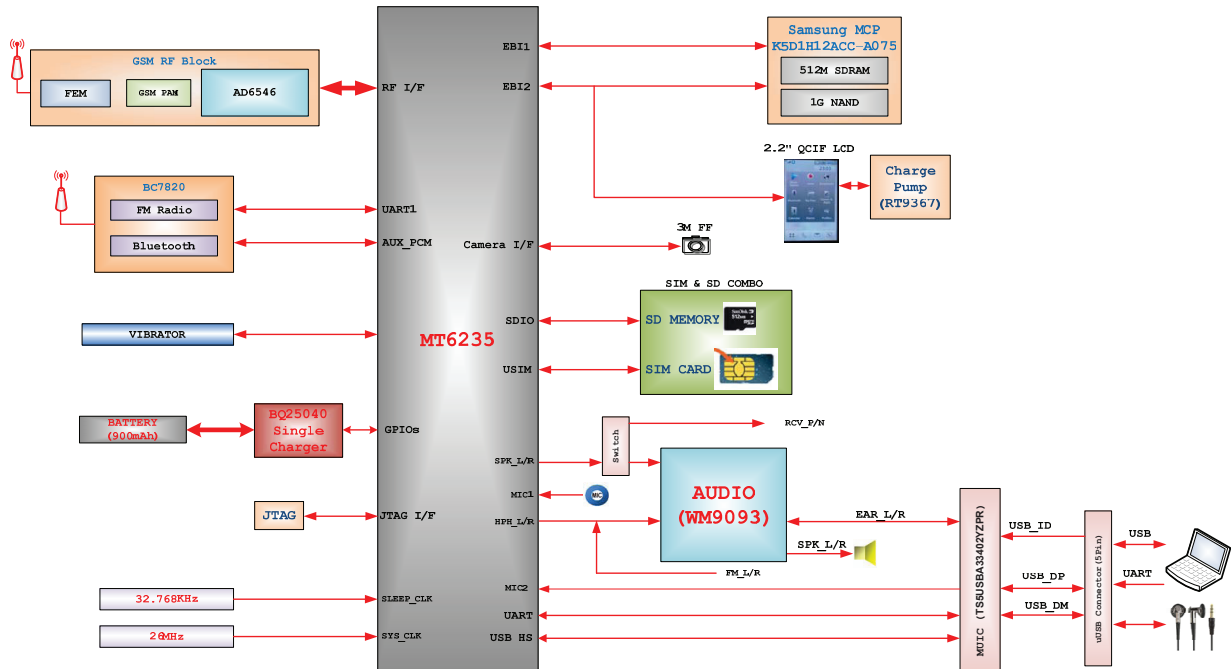 GSM RF Block
FEM
GSM PAM
AD6546
BC7820
FM Radio
Bluetooth
VIBRATOR
BATTERY
(900mAh)
BQ25040
Single
Charger
JTAG
32.768KHz
26MHz
RF I/F
UART1
AUX_PCM
GPIOs
JTAG I/F
SLEEP_CLK
SYS_CLK
MT6235
EBI1
EBI2
Camera I/F
SDIO
USIM
SPK_L/R
MIC1
HPH_L/R
MIC2
UART
USB HS
Samsung MCP
K5D1H12ACC-A075
512M SDRAM
1G NAND
2.2" QCIF LCD
Charge
Pump
(RT9367)
3M FF
SIM & SD COMBO
SD MEMORY
SIM CARD
Switch
RCV_P/N
MIC
AUDIO
(WM9093)
EAR_L/R
SPK_L/R
FM_L/R
MUIC (TS5USBA33402YZPR)
USB_ID
USB_DP
USB_DM
uUSB Connector(5Pin)
USB
UART